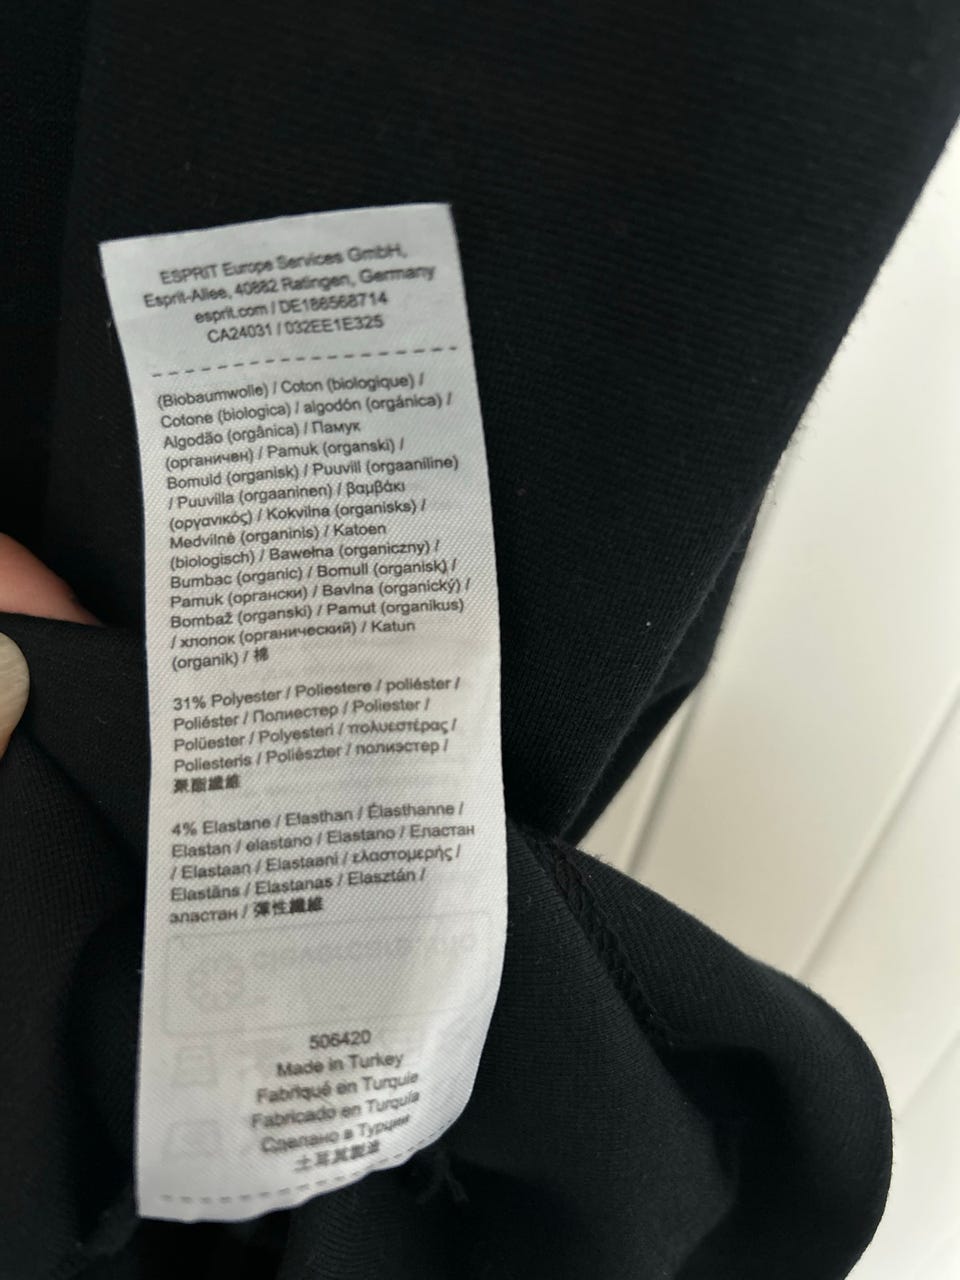 ESPRIT Europe Services GmbH,
Esprit-Allee, 40882 Ratingen, Germany
esprit.com / DE186568714
CA24031 / 032EE1E325
(Biobaumwolle) / Coton (biologique) /
Cotone (biologica) / algodón (orgánica) /
Algodão (orgânica) / Памук
(органичен) / Pamuk (organski) /
Bomuld (organisk) / Puuvill (orgaaniline)
/ Puuvilla (orgaaninen) / βαμβάκι
(οργανικός) / Kokvilna (organisks) /
Medvilnė (organinis) / Katoen
(biologisch) / Bawełna (organiczny) /
Bumbac (organic) / Bomull (organisk) /
Pamuk (органски) / Bavlna (organický) /
Bombaž (organski) / Pamut (organikus)
/ хлопок (органический) / Katun
(organik) / 棉
31% Polyester / Poliestere / poliéster /
Poliéster / Полиестер / Poliester /
Polüester / Polyesteri / πολυεστέρας /
Poliesteris / Poliészter / полиэстер /
聚酯纖維
4% Elastane / Elasthan / Élasthanne /
Elastan / elastano / Elastano / Еластан
/ Elastaan / Elastaani / ελαστομερής /
Elastāns / Elastanas / Elasztán /
эластан / 彈性纖維
506420
Made in Turkey
Fabriqué en Turquie
Fabricado en Turquía
Сделано в Турции
土耳其製造